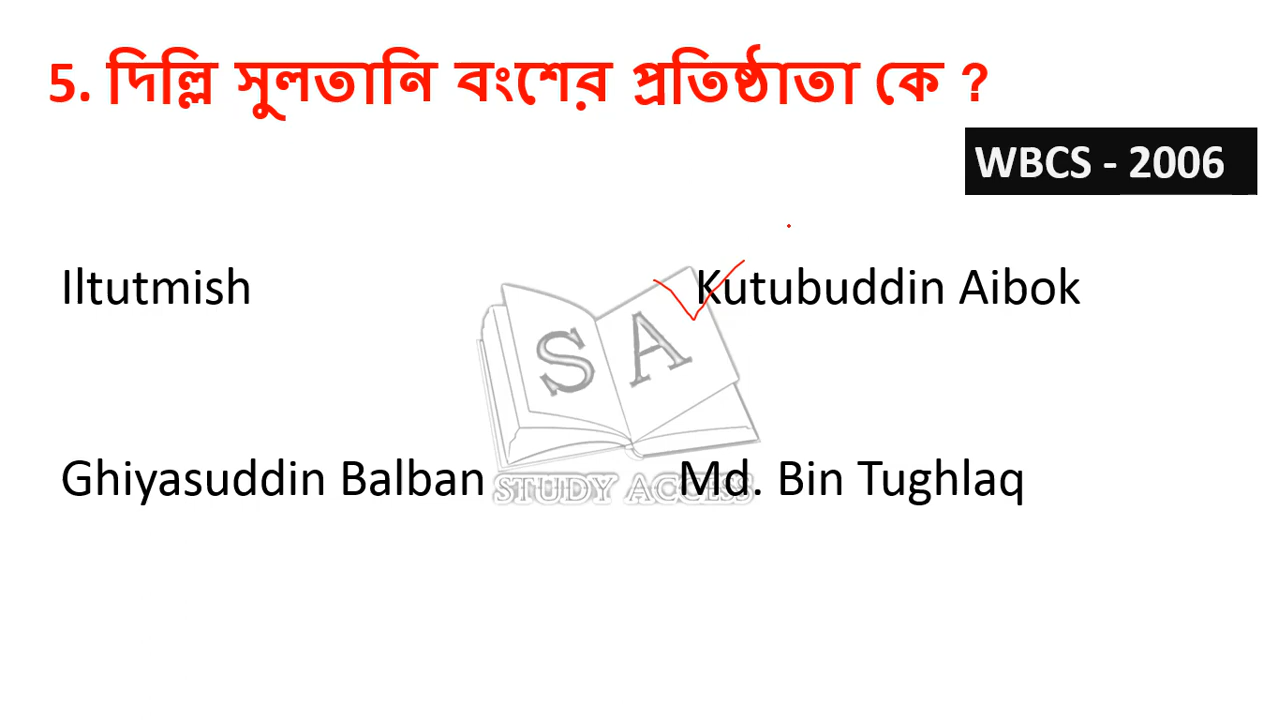 5. দিল্লি সুলতানি বংশের প্রতিষ্ঠাতা কে ?
WBCS - 2006
Iltutmish
Kutubuddin Aibok
SA
Ghiyasuddin Balban
STUDY ACCESS
Md. Bin Tughlaq